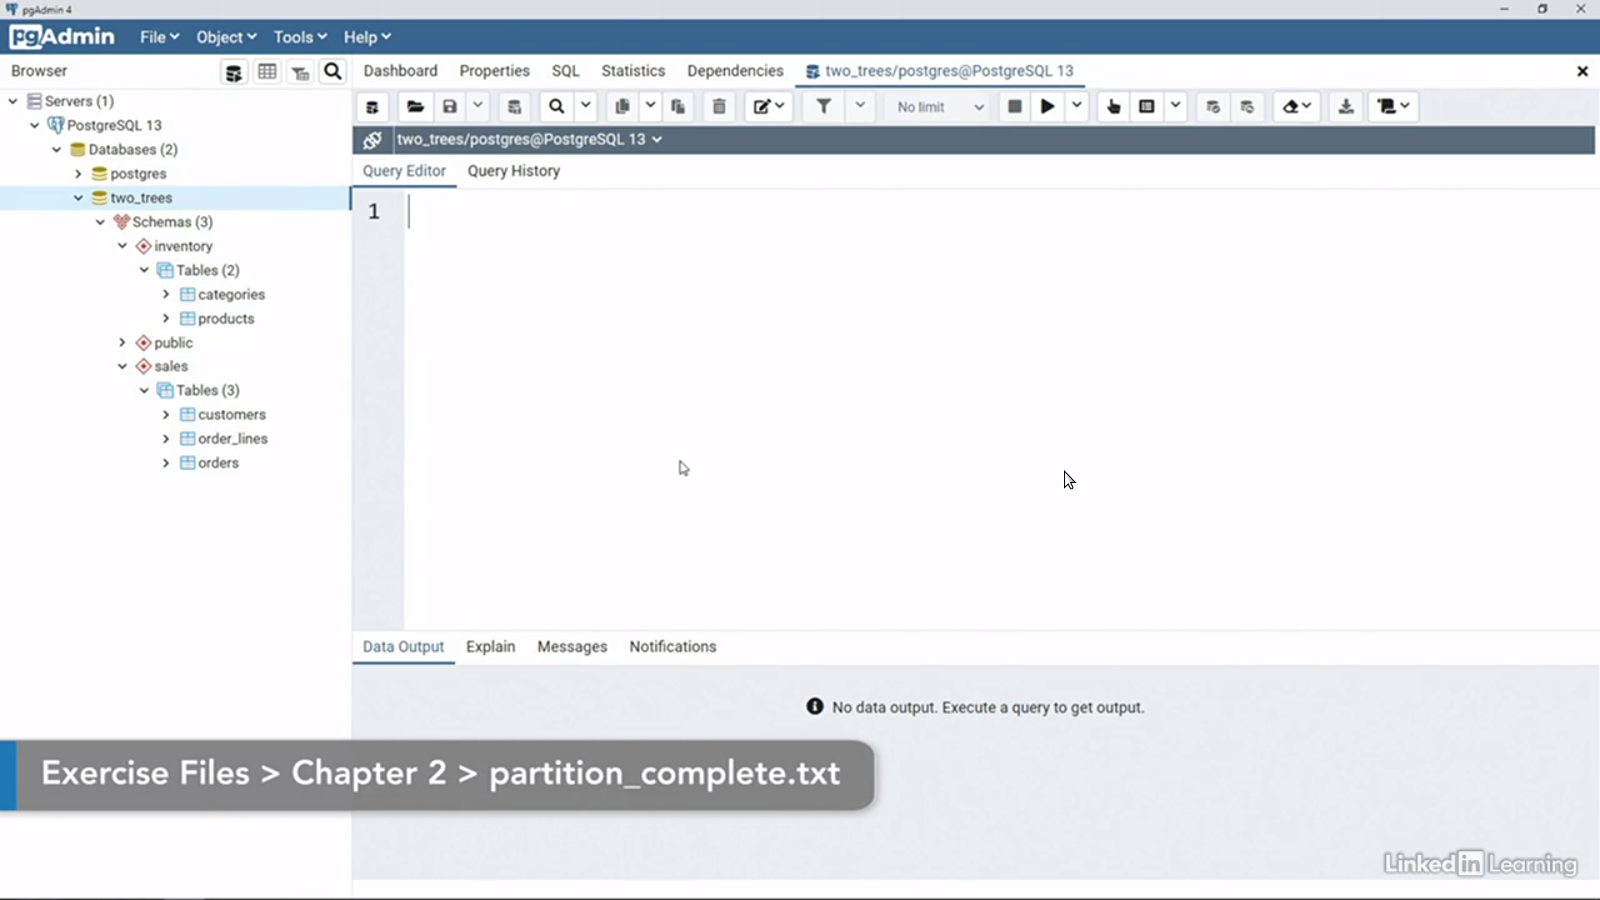 pgAdmin 4
pgAdmin File Object Tools Help
Browser
Dashboard Properties SQL Statistics Dependencies two_trees/postgres@PostgreSQL 13
No limit
two_trees/postgres@PostgreSQL 13
Query Editor Query History
1
Servers (1)
PostgreSQL 13
Databases (2)
postgres
two_trees
Schemas (3)
inventory
Tables (2)
categories
products
public
sales
Tables (3)
customers
order_lines
orders
Data Output Explain Messages Notifications
No data output. Execute a query to get output.
Exercise Files > Chapter 2 > partition_complete.txt
Linked in Learning